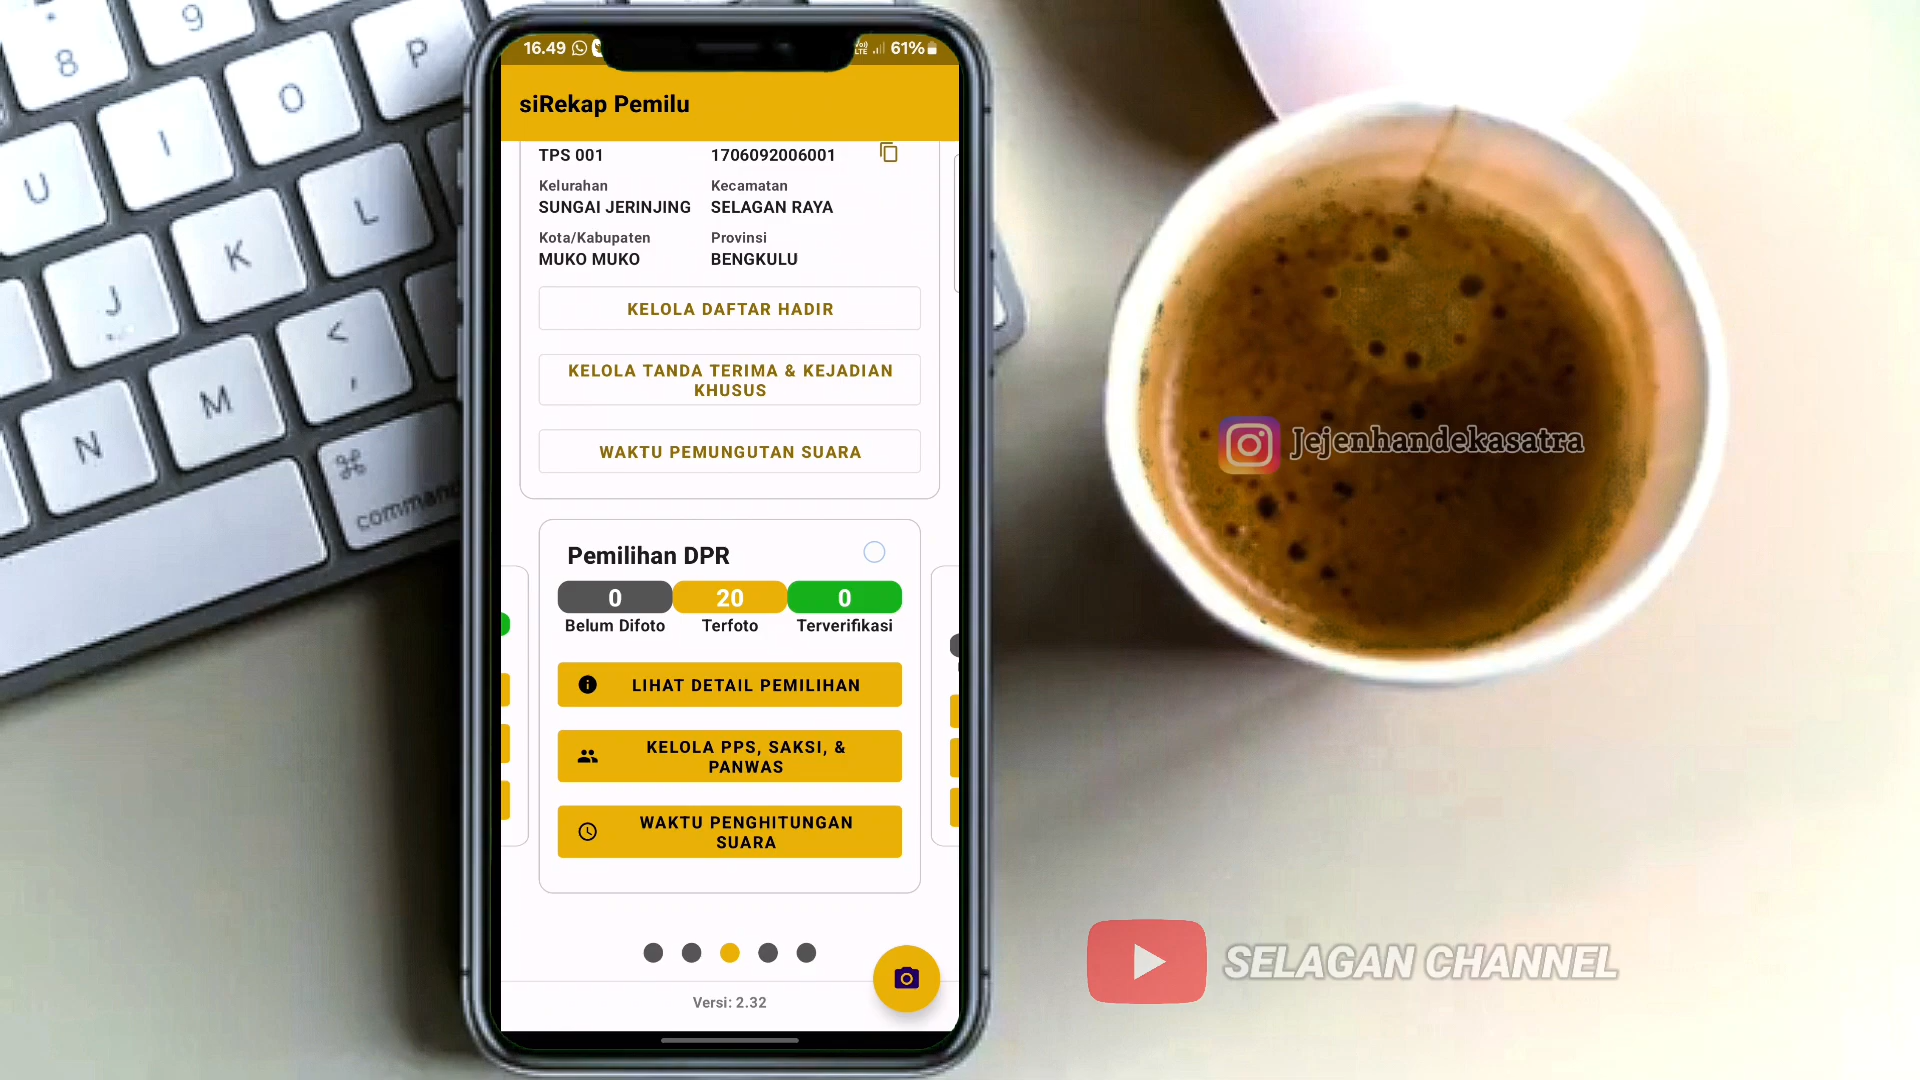 16.49
61%
siRekap Pemilu
TPS 001
1706092006001
Kelurahan
Kecamatan
SUNGAI JERINJING
SELAGAN RAYA
Kota/Kabupaten
Provinsi
MUKO MUKO
BENGKULU
KELOLA DAFTAR HADIR
KELOLA TANDA TERIMA & KEJADIAN
KHUSUS
WAKTU PEMUNGUTAN SUARA
Pemilihan DPR
0
20
0
Belum Difoto
Terfoto
Terverifikasi
LIHAT DETAIL PEMILIHAN
KELOLA PPS, SAKSI, &
PANWAS
WAKTU PENGHITUNGAN
SUARA
Versi: 2.32
8
9
P
U
I
O
J
K
L
N
M
<
,
⌘
command
Jejenhandekasatra
SELAGAN CHANNEL